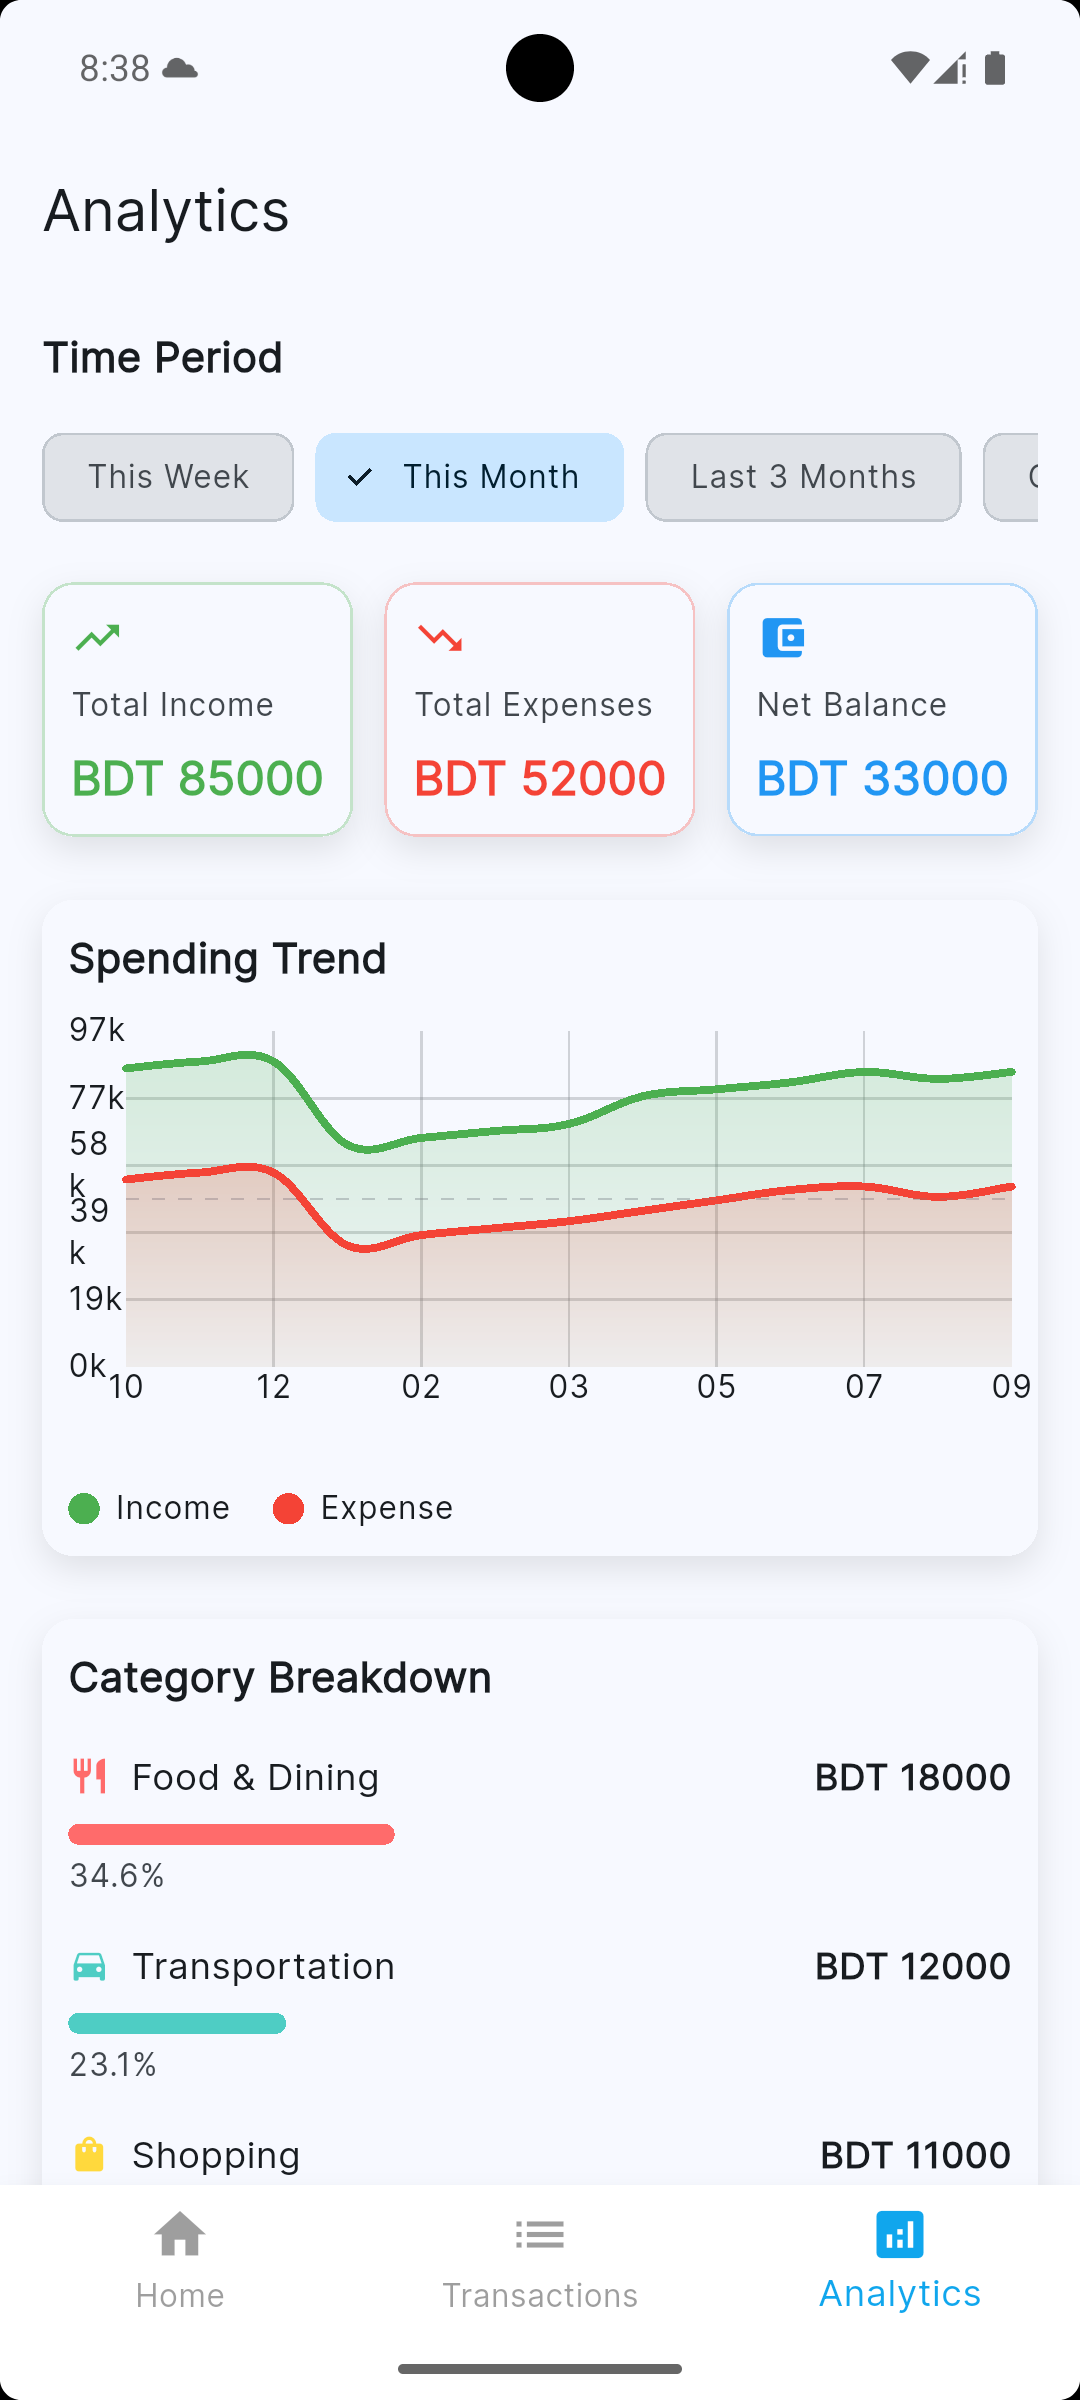 8:38
Analytics
Time Period
This Week
This Month
Last 3 Months
Total Income
BDT 85000
Total Expenses
BDT 52000
Net Balance
BDT 33000
Spending Trend
97k
77k
58
k
39
k
19k
0k
10 12 02 03 05 07 09
Income Expense
Category Breakdown
Food & Dining BDT 18000
34.6%
Transportation BDT 12000
23.1%
Shopping BDT 11000
Home Transactions Analytics